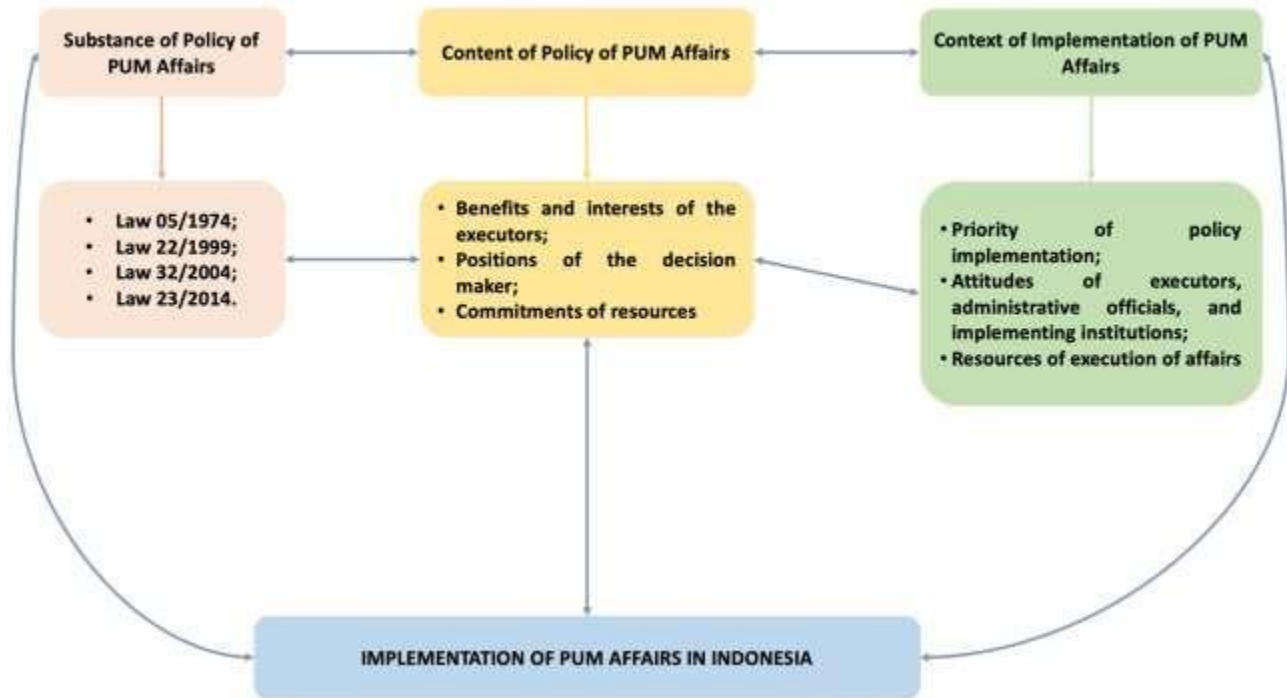 Substance of Policy of
PUM Affairs
Content of Policy of PUM Affairs
Context of Implementation of PUM
Affairs
• Law 05/1974;
• Law 22/1999;
• Law 32/2004;
• Law 23/2014.
• Benefits and interests of the
executors;
• Positions of the decision
maker;
• Commitments of resources
• Priority of policy
implementation;
• Attitudes of executors,
administrative officials, and
implementing institutions;
• Resources of execution of affairs
IMPLEMENTATION OF PUM AFFAIRS IN INDONESIA